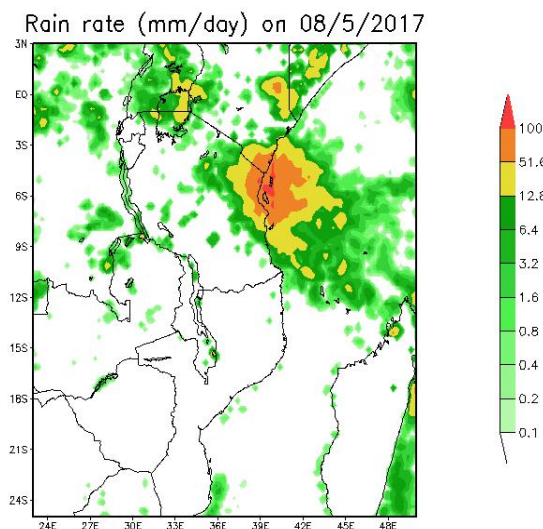 Rain rate (mm/day) on 08/5/2017
3N
EQ
3S
6S
9S
12S
15S
18S
21S
24S
24E 27E 30E 33E 36E 39E 42E 45E 48E
100
51.6
12.8
6.4
3.2
1.6
0.8
0.4
0.2
0.1